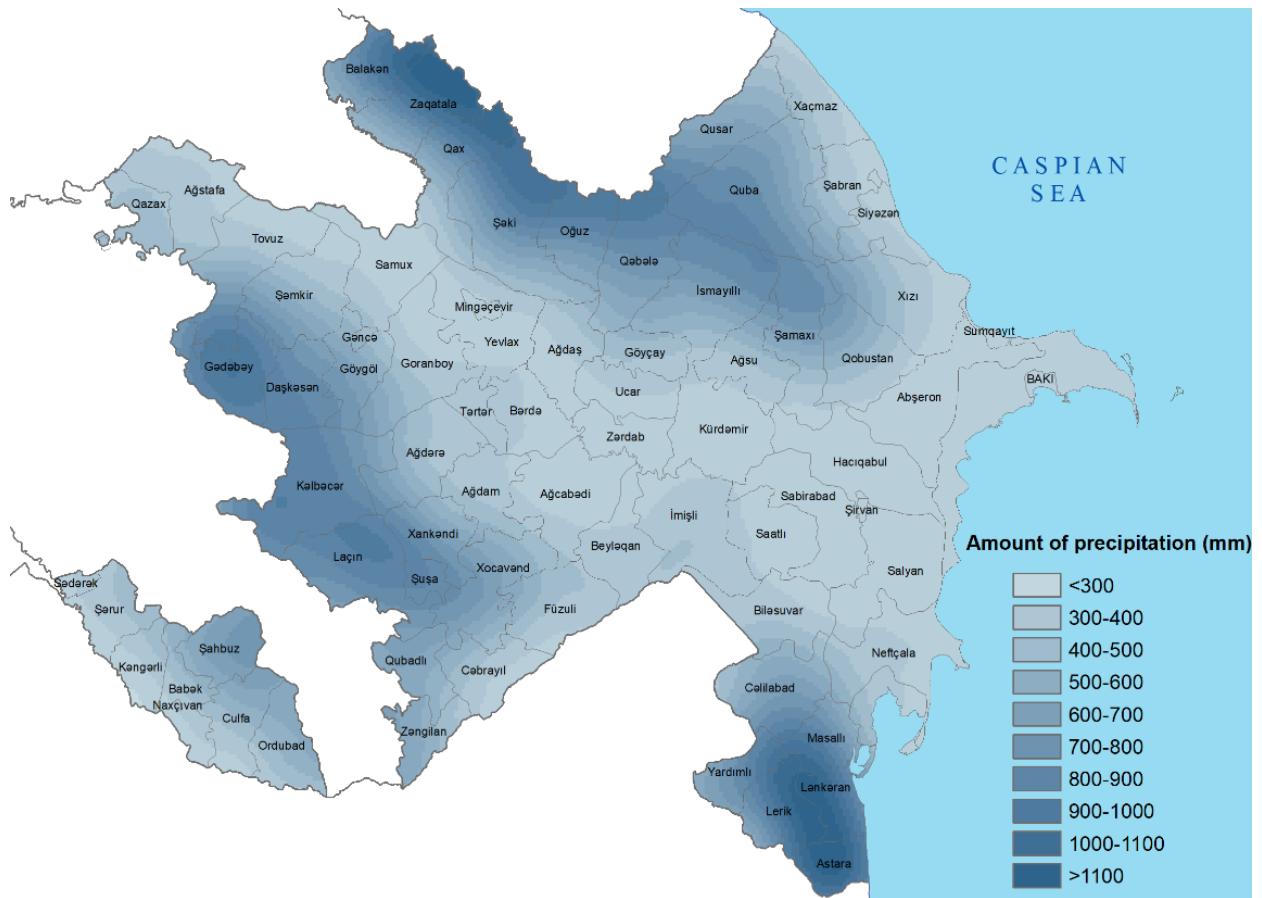 Balakən
Zaqatala
Xaçmaz
Qusar
Qax
CASPIAN
SEA
Ağstafa
Qazax
Quba
Şabran
Siyəzən
Şəki
Oğuz
Tovuz
Samux
Qəbələ
İsmayıllı
Xızı
Şəmkir
Mingəçevir
Gəncə
Yevlax
Ağdaş
Göyçay
Şamaxı
Sumqayıt
Gədəbəy
Göygöl
Goranboy
Ağsu
Qobustan
Daşkəsən
BAKI
Ucar
Abşeron
Tərtər
Bərdə
Zərdab
Kürdəmir
Ağdərə
Hacıqabul
Kəlbəcər
Ağdam
Ağcabədi
Sabirabad
Şirvan
İmişli
Xankəndi
Saatlı
Beyləqan
Laçın
Xocavənd
Şuşa
Salyan
Sədərək
Şərur
Füzuli
Biləsuvar
Şahbuz
Neftçala
Kəngərli
Qubadlı
Cəbrayıl
Babək
Naxçıvan
Cəlilabad
Culfa
Zəngilan
Ordubad
Masallı
Yardımlı
Lənkəran
Lerik
Astara
Amount of precipitation (mm)
<300
300-400
400-500
500-600
600-700
700-800
800-900
900-1000
1000-1100
>1100